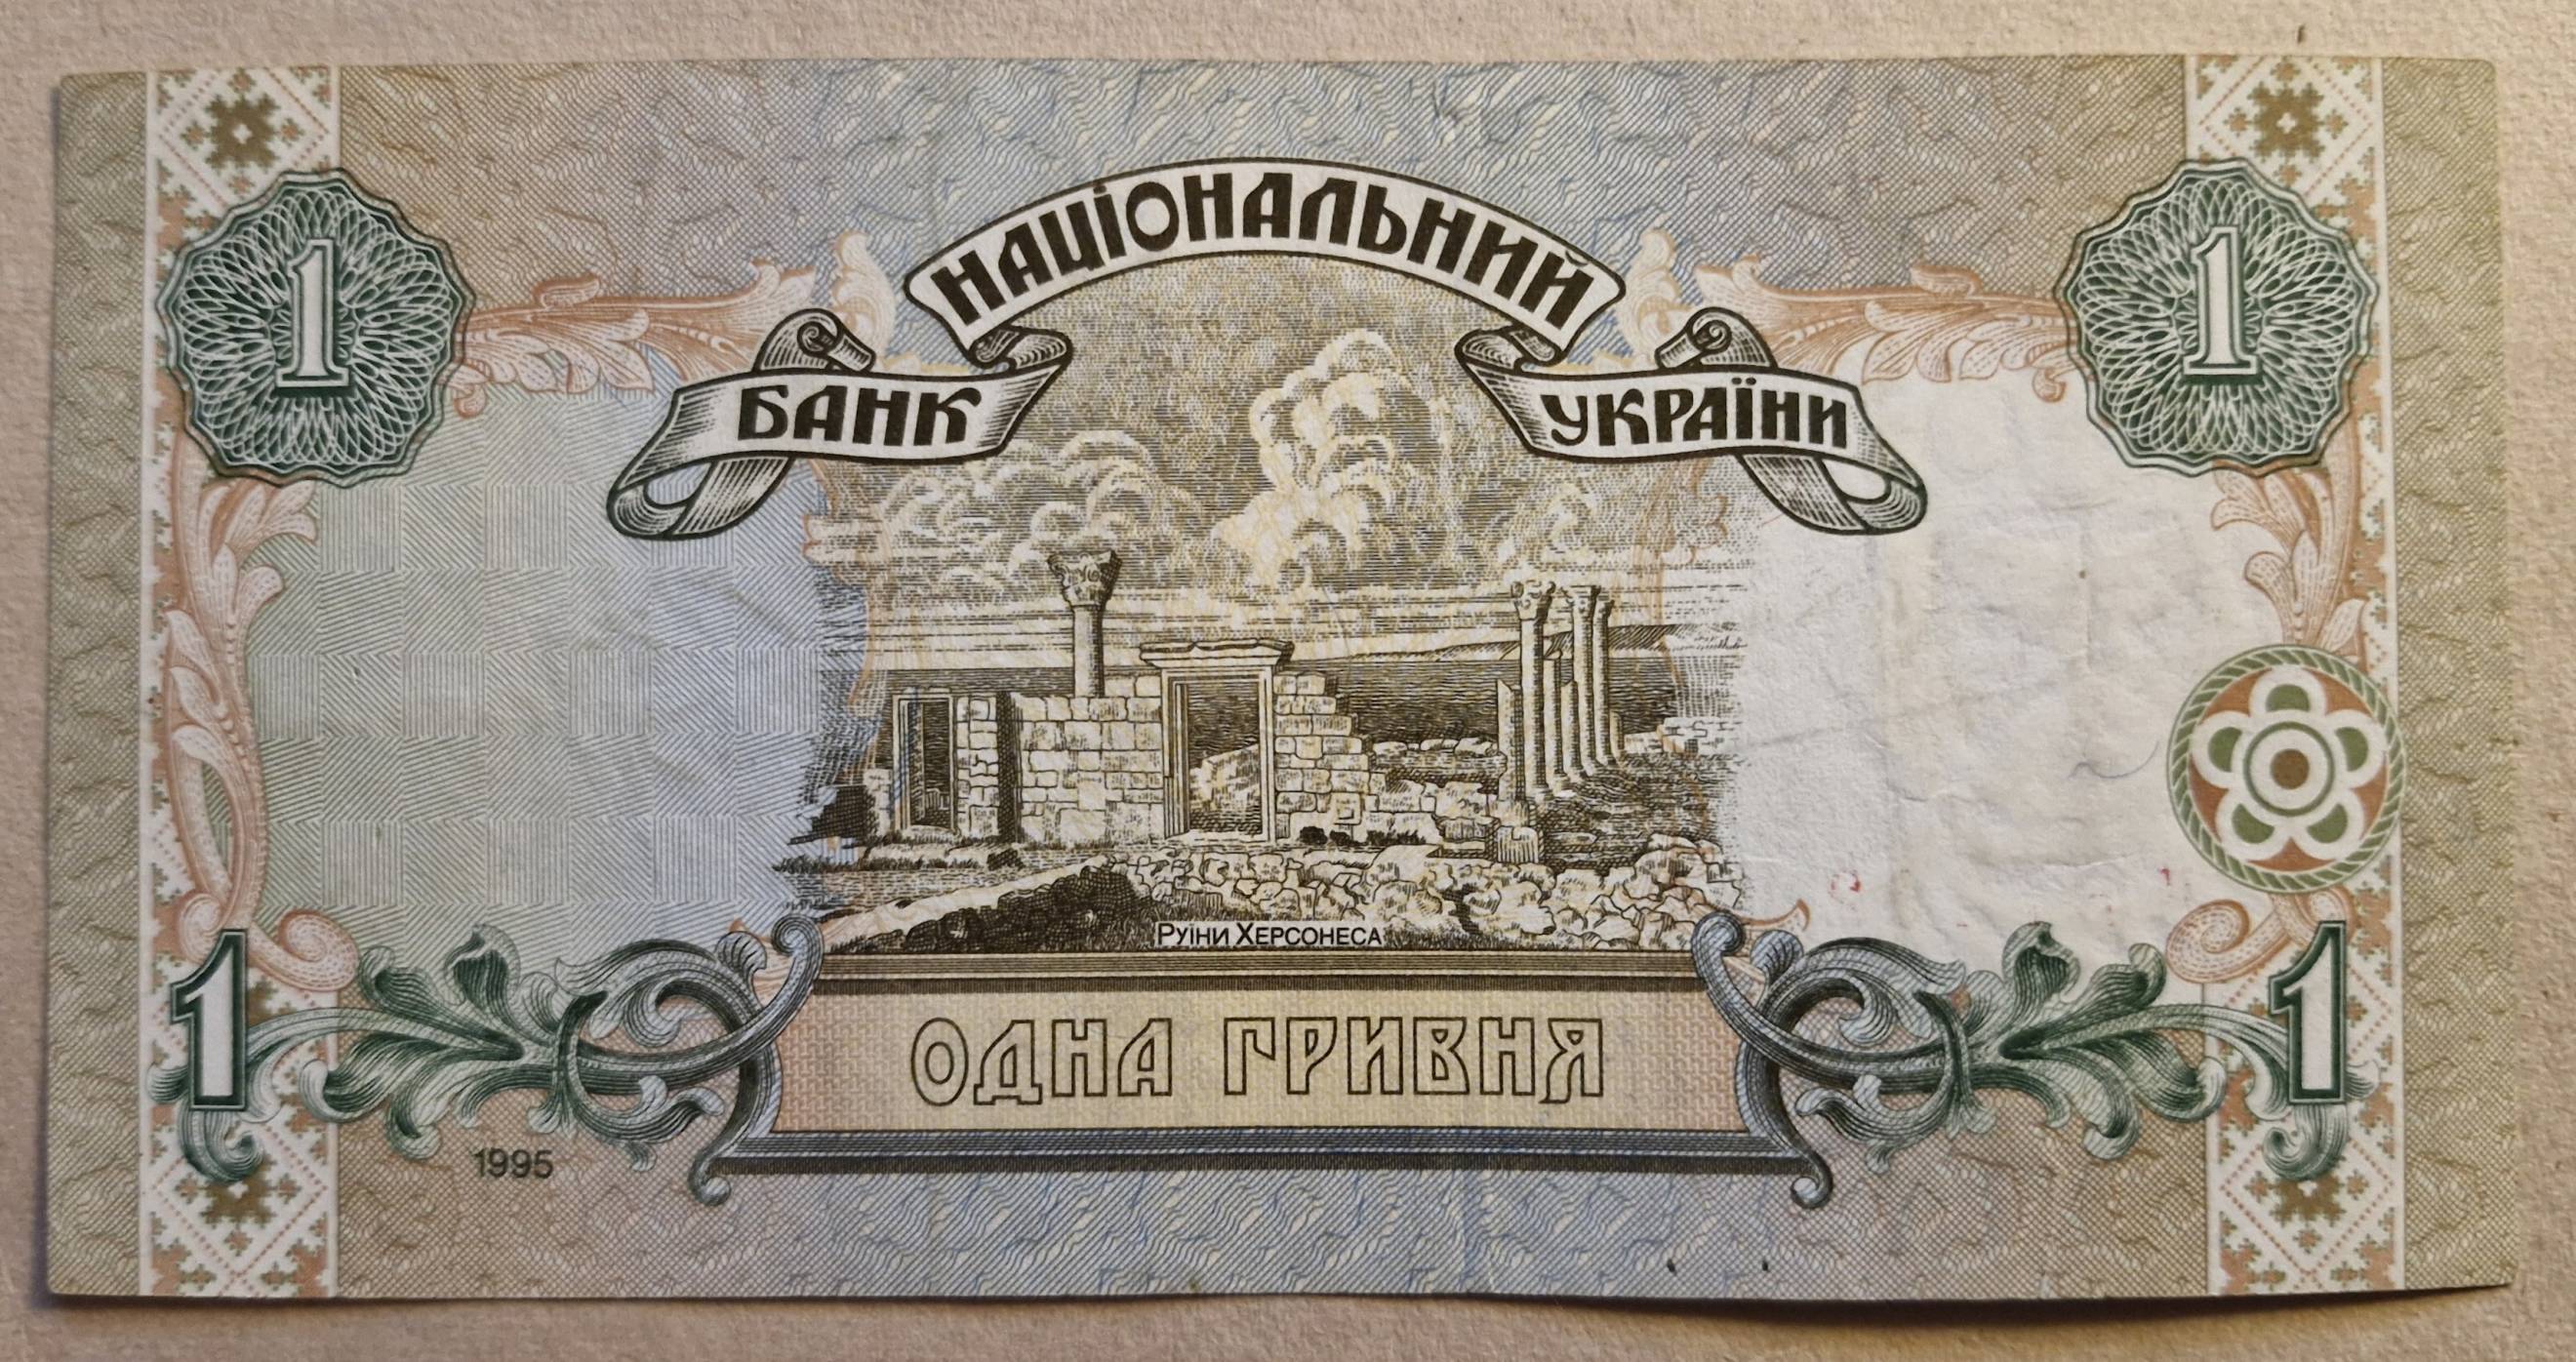 НАЦІОНАЛЬНИЙ
БАНК УКРАЇНИ
1 1
РУЇНИ ХЕРСОНЕСА
1 ОДНА ГРИВНЯ 1
1995